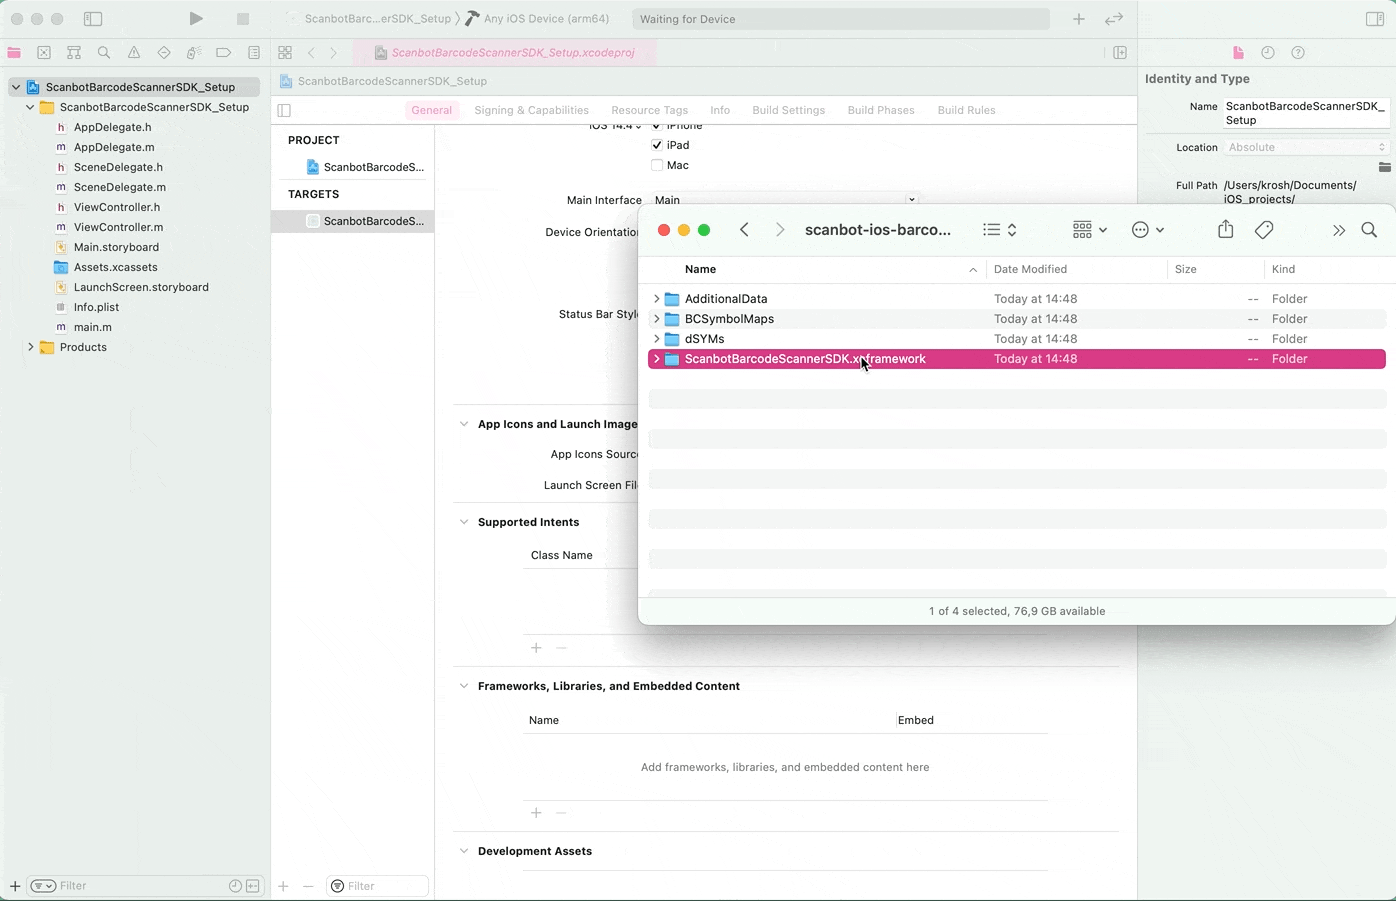 ScanbotBarc...erSDK_Setup
Any iOS Device (arm64)
Waiting for Device
ScanbotBarcodeScannerSDK_Setup.xcodeproj
ScanbotBarcodeScannerSDK_Setup
ScanbotBarcodeScannerSDK_Setup
AppDelegate.h
AppDelegate.m
SceneDelegate.h
SceneDelegate.m
ViewController.h
ViewController.m
Main.storyboard
Assets.xcassets
LaunchScreen.storyboard
Info.plist
main.m
Products
Filter
ScanbotBarcodeScannerSDK_Setup
General
Signing & Capabilities
Resource Tags
Info
Build Settings
Build Phases
Build Rules
PROJECT
ScanbotBarcodeS...
TARGETS
ScanbotBarcodeS...
Filter
iOS 14.4
iPhone
iPad
Mac
Main Interface
Main
Device Orientation
Status Bar Style
App Icons and Launch Image
App Icons Source
Launch Screen File
Supported Intents
Class Name
Frameworks, Libraries, and Embedded Content
Name
Embed
Add frameworks, libraries, and embedded content here
Development Assets
Identity and Type
Name
ScanbotBarcodeScannerSDK_
Setup
Location
Absolute
Full Path
/Users/krosh/Documents/
iOS_projects/
scanbot-ios-barco...
Name
Date Modified
Size
Kind
AdditionalData Today at 14:48 -- Folder
BCSymbolMaps Today at 14:48 -- Folder
dSYMs Today at 14:48 -- Folder
ScanbotBarcodeScannerSDK.xcframework Today at 14:48 -- Folder
1 of 4 selected, 76,9 GB available